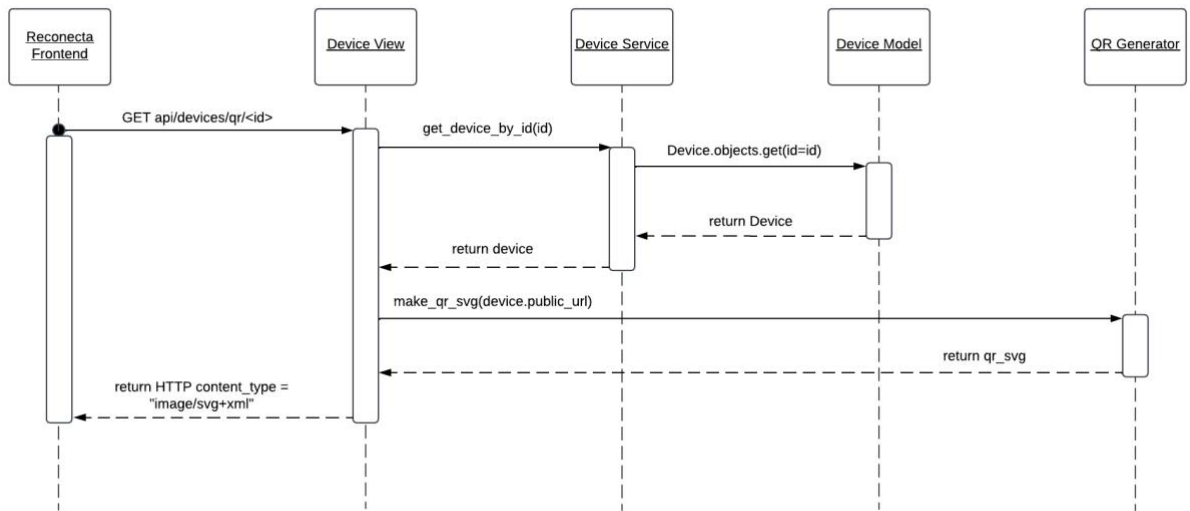 Reconecta
Frontend
Device View
Device Service
Device Model
QR Generator
GET api/devices/qr/<id>
get_device_by_id(id)
Device.objects.get(id=id)
return Device
return device
make_qr_svg(device.public_url)
return qr_svg
return HTTP content_type =
"image/svg+xml"